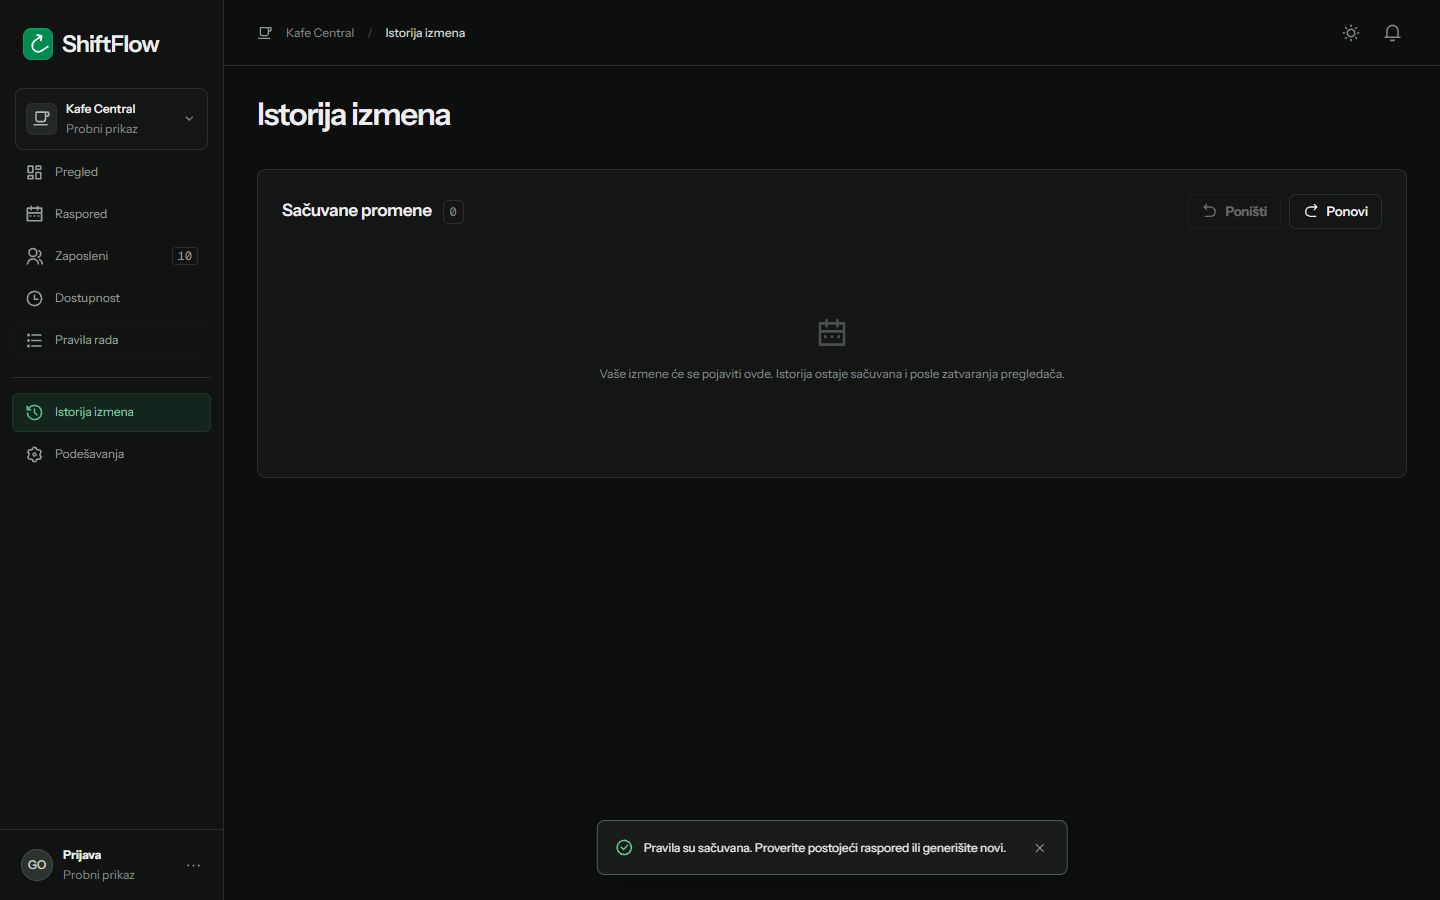 ShiftFlow
Kafe Central
Probni prikaz
Pregled
Raspored
Zaposleni 10
Dostupnost
Pravila rada
Istorija izmena
Podešavanja
GO
Prijava
Probni prikaz
Kafe Central / Istorija izmena
Istorija izmena
Sačuvane promene 0
Poništi
Ponovi
Vaše izmene će se pojaviti ovde. Istorija ostaje sačuvana i posle zatvaranja pregledača.
Pravila su sačuvana. Proverite postojeći raspored ili generišite novi.